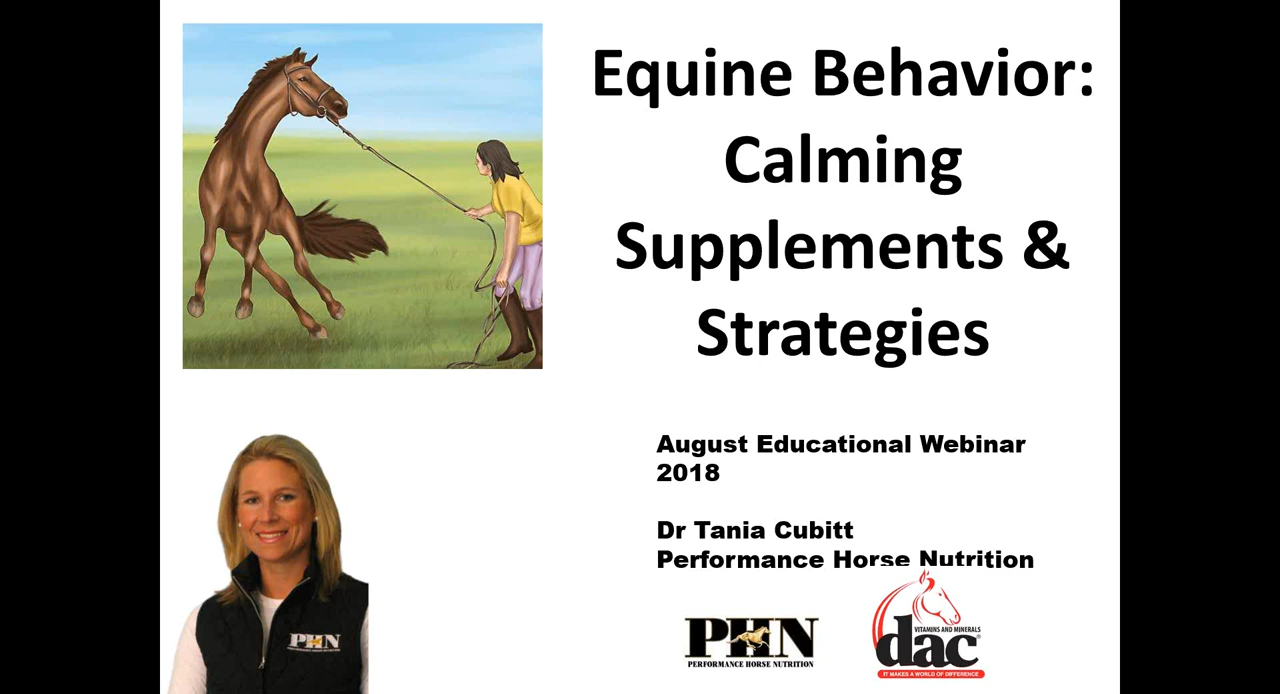 Equine Behavior:
Calming
Supplements &
Strategies
August Educational Webinar
2018
Dr Tania Cubitt
Performance Horse Nutrition
PHN
PHN
PERFORMANCE HORSE NUTRITION
VITAMINS AND MINERALS
dac®
IT MAKES A WORLD OF DIFFERENCE